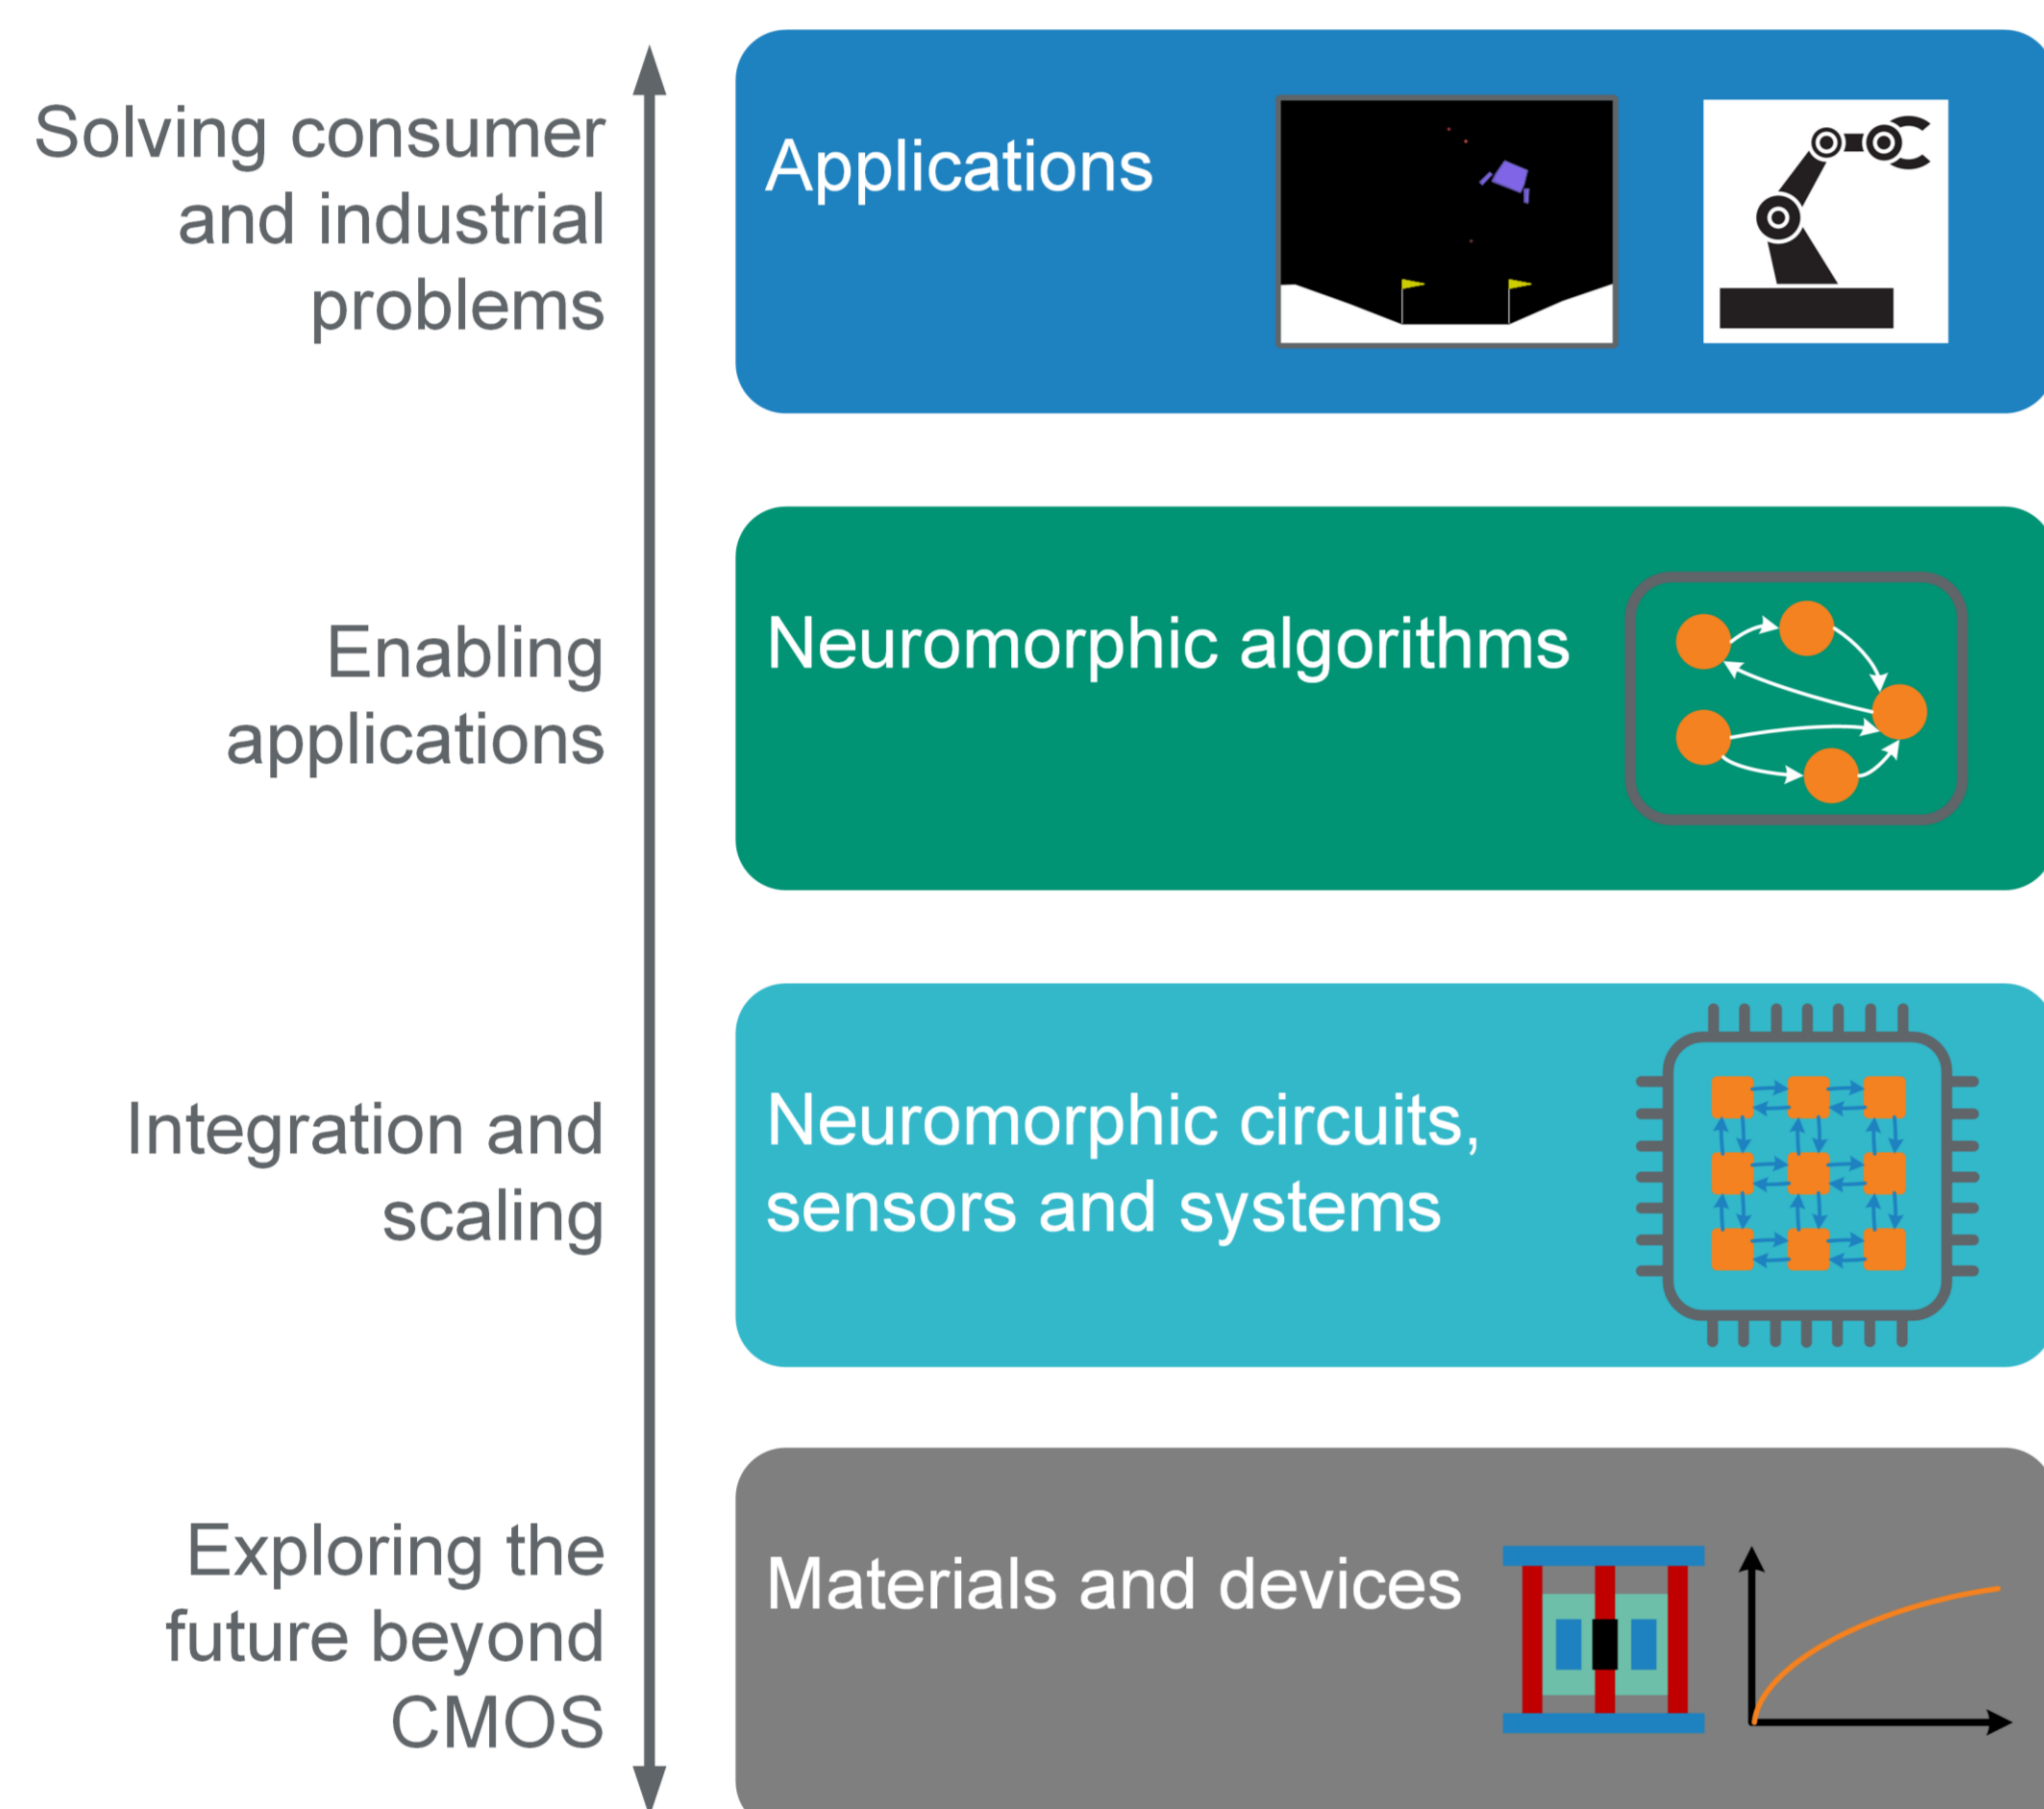 Solving consumer
and industrial
problems
Applications
Enabling
applications
Neuromorphic algorithms
Integration and
scaling
Neuromorphic circuits,
sensors and systems
Exploring the
future beyond
CMOS
Materials and devices